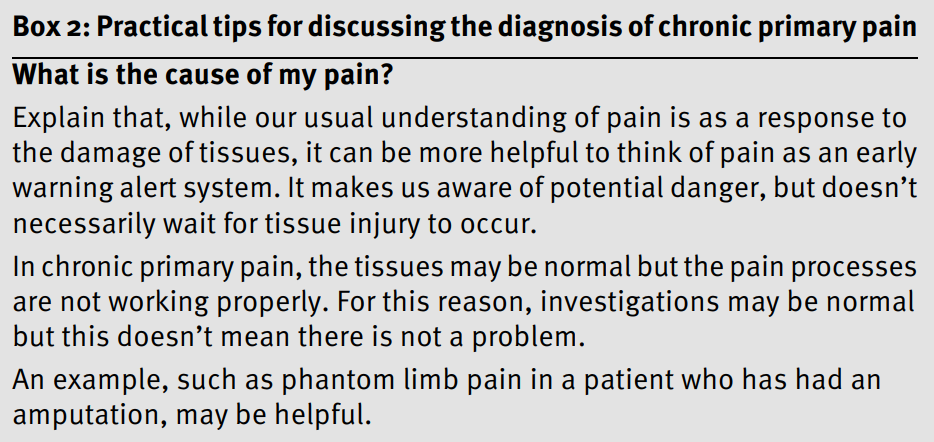 Box 2: Practical tips for discussing the diagnosis of chronic primary pain
What is the cause of my pain?
Explain that, while our usual understanding of pain is as a response to
the damage of tissues, it can be more helpful to think of pain as an early
warning alert system. It makes us aware of potential danger, but doesn’t
necessarily wait for tissue injury to occur.
In chronic primary pain, the tissues may be normal but the pain processes
are not working properly. For this reason, investigations may be normal
but this doesn’t mean there is not a problem.
An example, such as phantom limb pain in a patient who has had an
amputation, may be helpful.